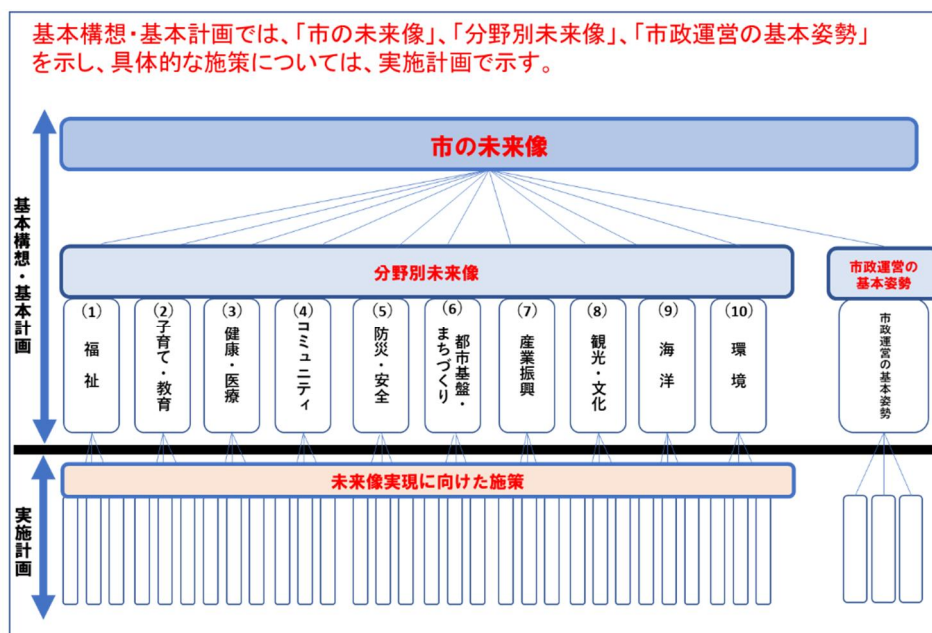 基本構想・基本計画では、「市の未来像」、「分野別未来像」、「市政運営の基本姿勢」
を示し、具体的な施策については、実施計画で示す。
基本構想・基本計画
市の未来像
分野別未来像
市政運営の
基本姿勢
(1)
福祉
(2)
子育て・教育
(3)
健康・医療
(4)
コミュニティ
(5)
防災・安全
(6)
都市基盤・
まちづくり
(7)
産業振興
(8)
観光・文化
(9)
海洋
(10)
環境
市政運営の基本姿勢
実施計画
未来像実現に向けた施策